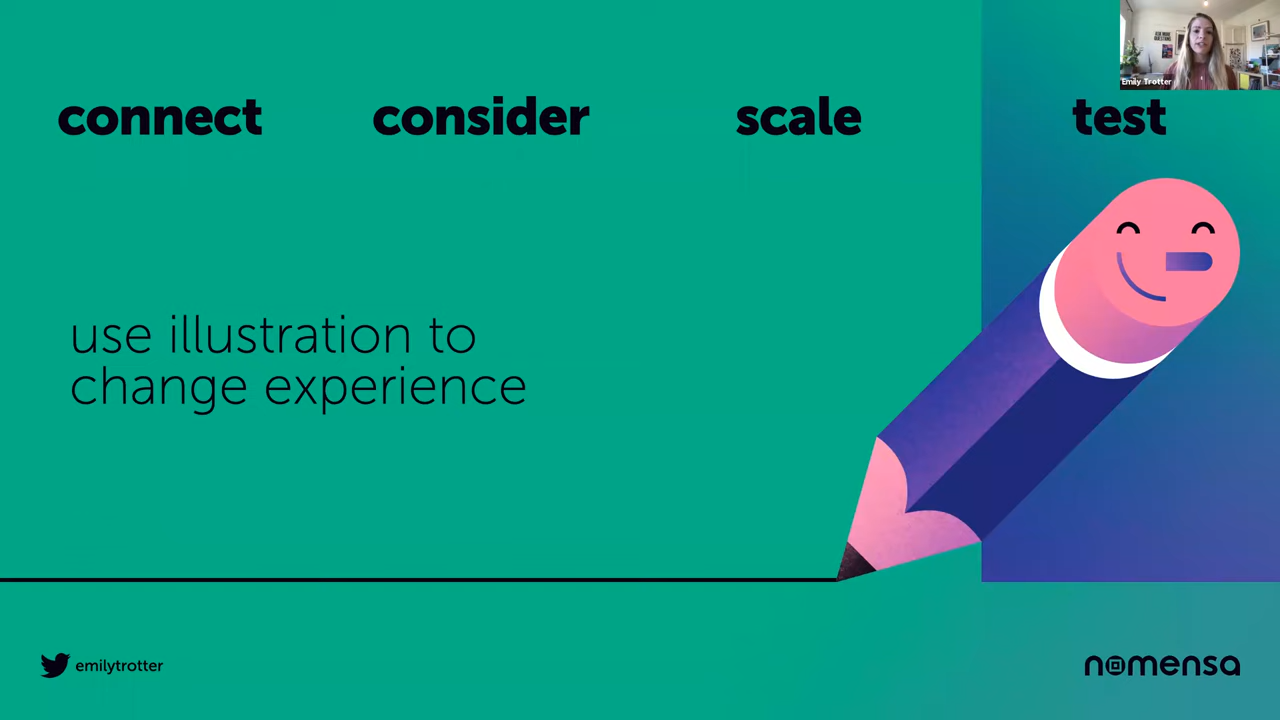 Emily Trotter
connect consider scale test
use illustration to
change experience
emilytrotter
nomensa